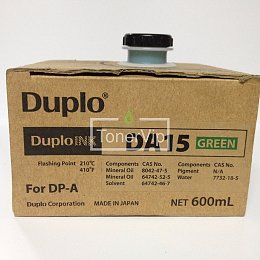 Duplo®
Duplo INK DA15 GREEN
TonerVip
Flashing Point 210°C
410°F
Components CAS No.
Mineral Oil 8042-47-5
Mineral Oil 64742-52-5
Solvent 64742-46-7
Components CAS No.
Pigment N/A
Water 7732-18-5
For DP-A
Duplo Corporation MADE IN JAPAN NET 600mL